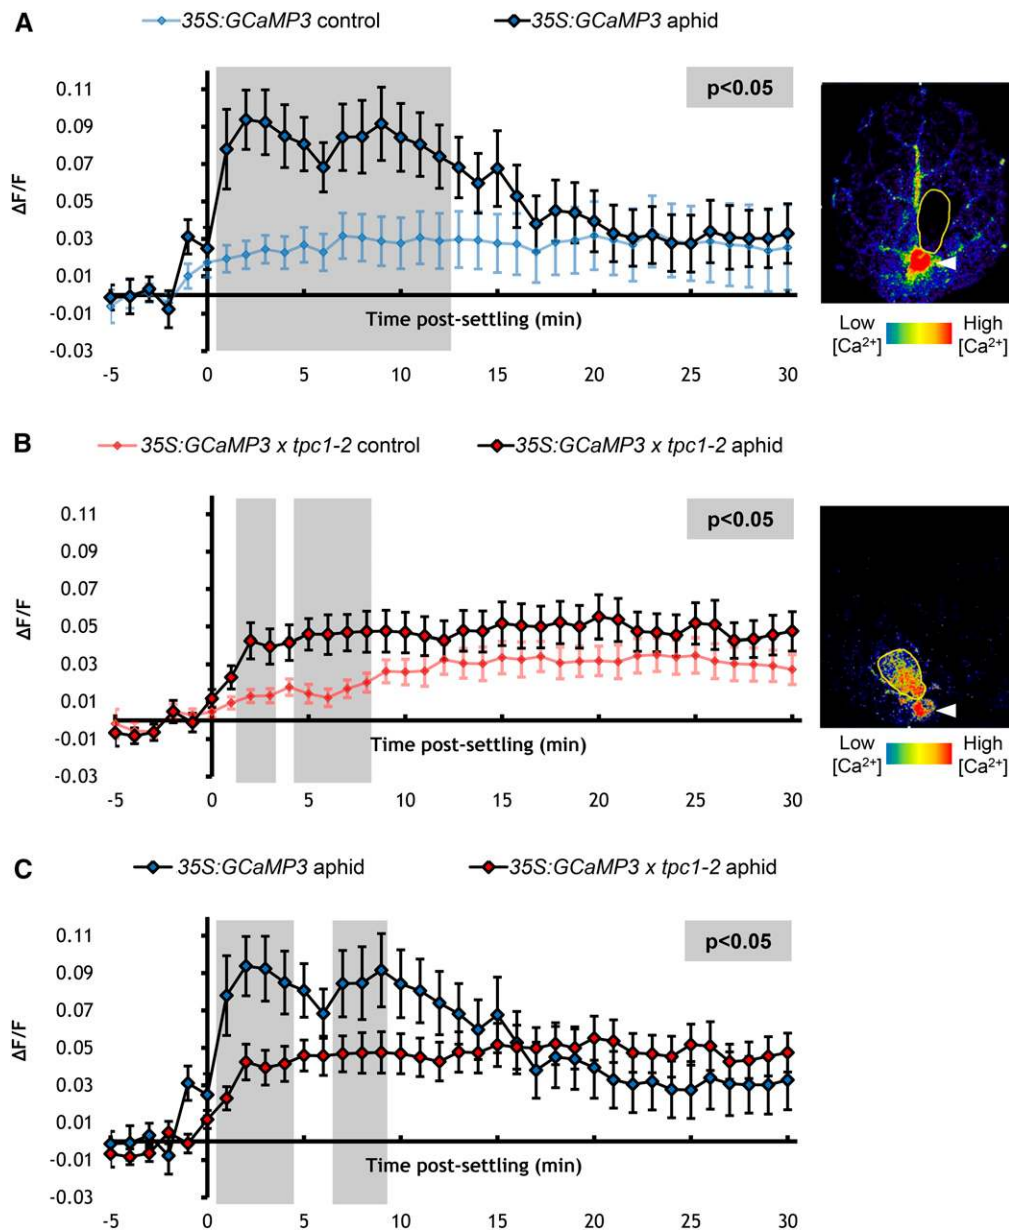 A
35S:GCaMP3 control
35S:GCaMP3 aphid
0.11
0.09
0.07
0.05
0.03
0.01
-0.01
-0.03
ΔF/F
p<0.05
Time post-settling (min)
-5 0 5 10 15 20 25 30
Low [Ca²⁺]
High [Ca²⁺]
B
35S:GCaMP3 x tpc1-2 control
35S:GCaMP3 x tpc1-2 aphid
0.11
0.09
0.07
0.05
0.03
0.01
-0.01
-0.03
ΔF/F
p<0.05
Time post-settling (min)
-5 0 5 10 15 20 25 30
Low [Ca²⁺]
High [Ca²⁺]
C
35S:GCaMP3 aphid
35S:GCaMP3 x tpc1-2 aphid
0.11
0.09
0.07
0.05
0.03
0.01
-0.01
-0.03
ΔF/F
p<0.05
Time post-settling (min)
-5 0 5 10 15 20 25 30